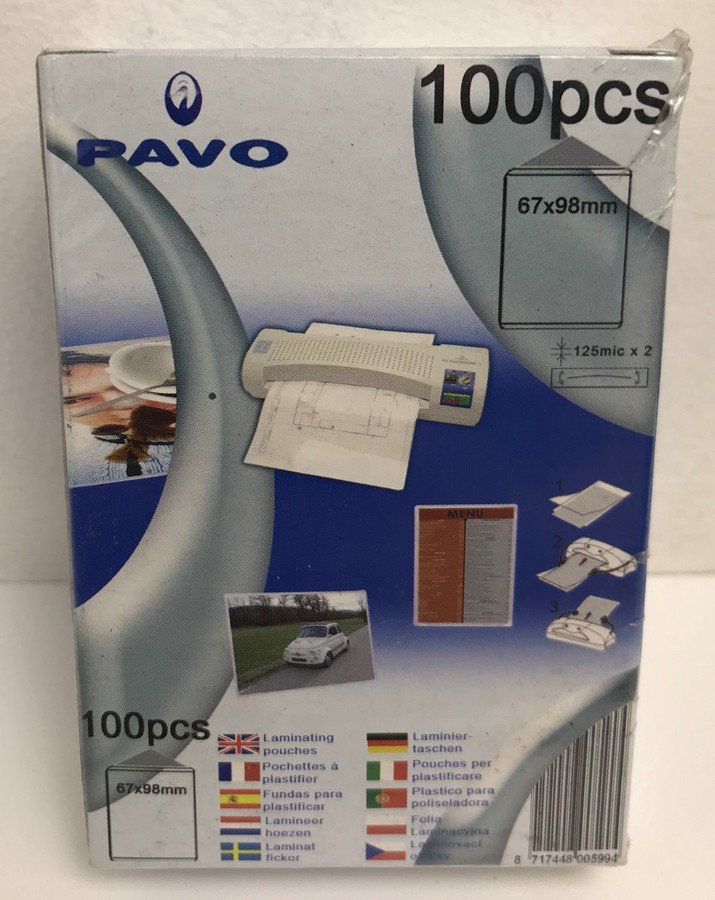 PAVO
100pcs
67x98mm
125mic x 2
MENU
1
2
3
100pcs
67x98mm
Laminating
pouches
Pochettes à
plastifier
Fundas para
plastificar
Lamineer
hoezen
Laminat
fickor
Laminier-
taschen
Pouches per
plastificare
Plastico para
poliseladora
Folia
Laminacyjna
8 717448 005994